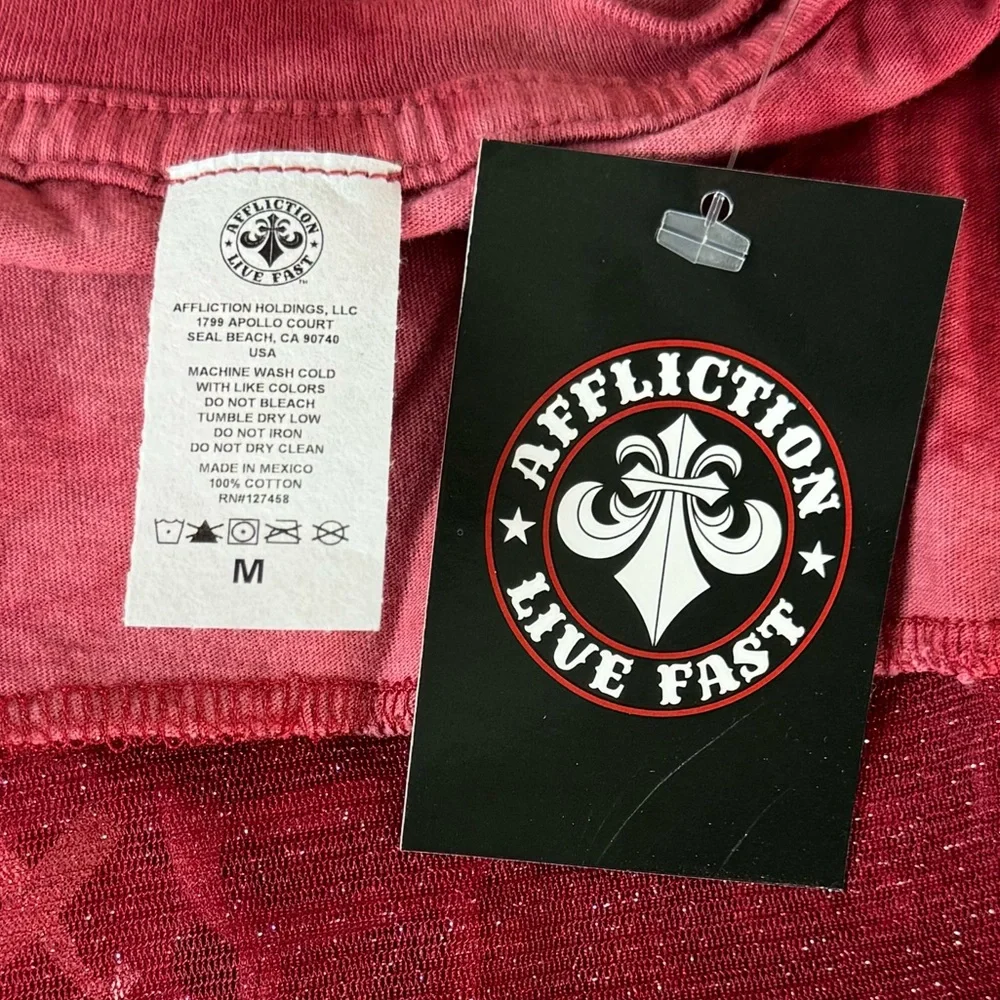 AFFLICTION
LIVE FAST
TM
AFFLICTION HOLDINGS, LLC
1799 APOLLO COURT
SEAL BEACH, CA 90740
USA
MACHINE WASH COLD
WITH LIKE COLORS
DO NOT BLEACH
TUMBLE DRY LOW
DO NOT IRON
DO NOT DRY CLEAN
MADE IN MEXICO
100% COTTON
RN#127458
M
AFFLICTION
LIVE FAST